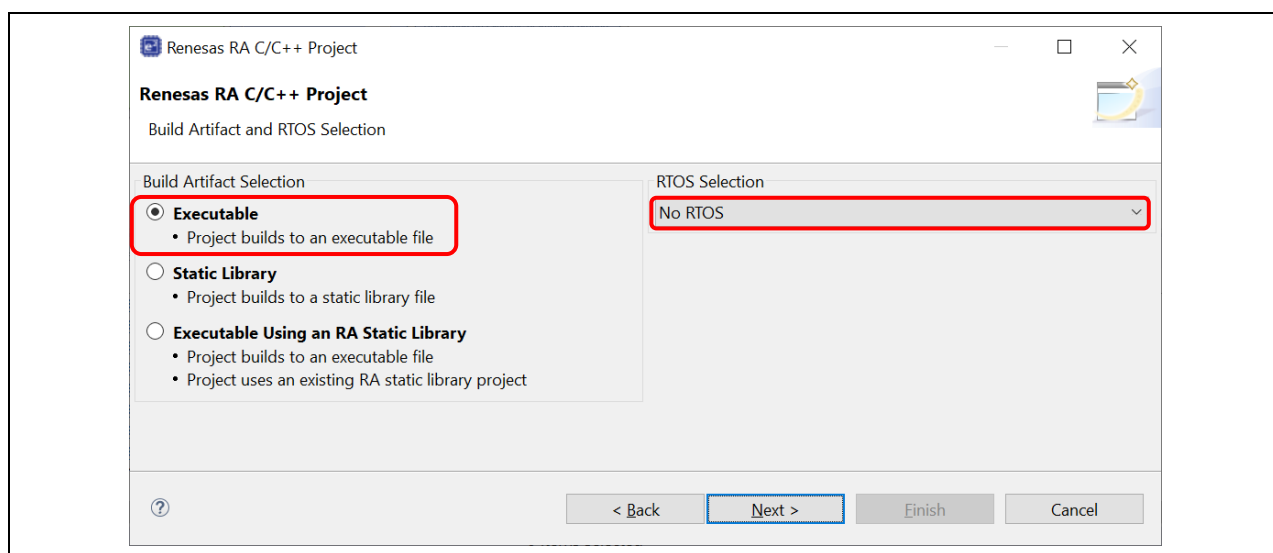 Renesas RA C/C++ Project
Renesas RA C/C++ Project
Build Artifact and RTOS Selection
Build Artifact Selection
Executable
• Project builds to an executable file
Static Library
• Project builds to a static library file
Executable Using an RA Static Library
• Project builds to an executable file
• Project uses an existing RA static library project
RTOS Selection
No RTOS
?
< Back
Next >
Finish
Cancel